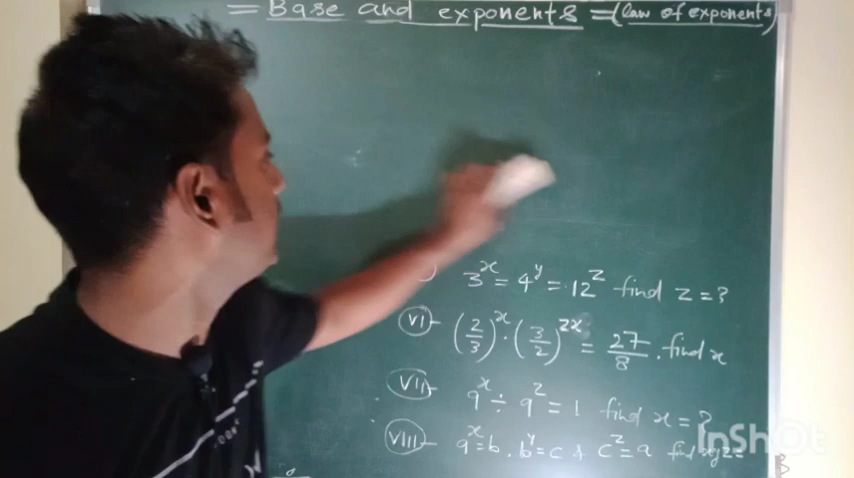 = Base and exponents = (law of exponents)
) 3^x = 4^y = 12^z find z = ?
VI - (2/3)^x . (3/2)^2x = 27/8 . find x
VII - 9^x ÷ 9^2 = 1 find x = ?
VIII - a^x = b . b^y = c & c^z = a find xyz =
InShOt